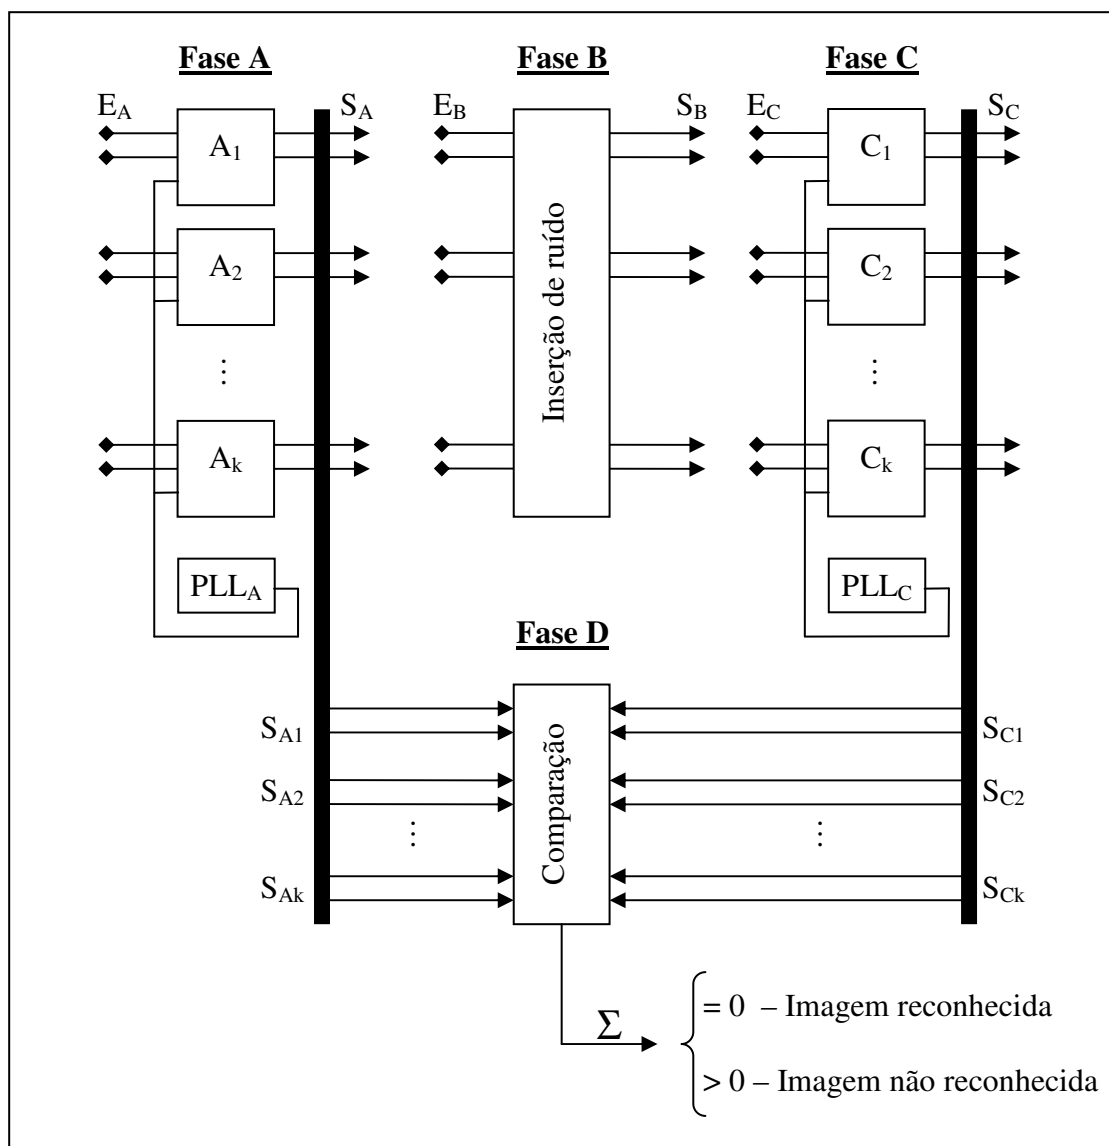 Fase A
Fase B
Fase C
E_A
S_A
E_B
S_B
E_C
S_C
A_1
C_1
A_2
C_2
Inserção de ruído
⋮
⋮
A_k
C_k
PLL_A
PLL_C
Fase D
S_A1
S_C1
S_A2
S_C2
Comparação
⋮
⋮
S_Ak
S_Ck
Σ
= 0 – Imagem reconhecida
> 0 – Imagem não reconhecida